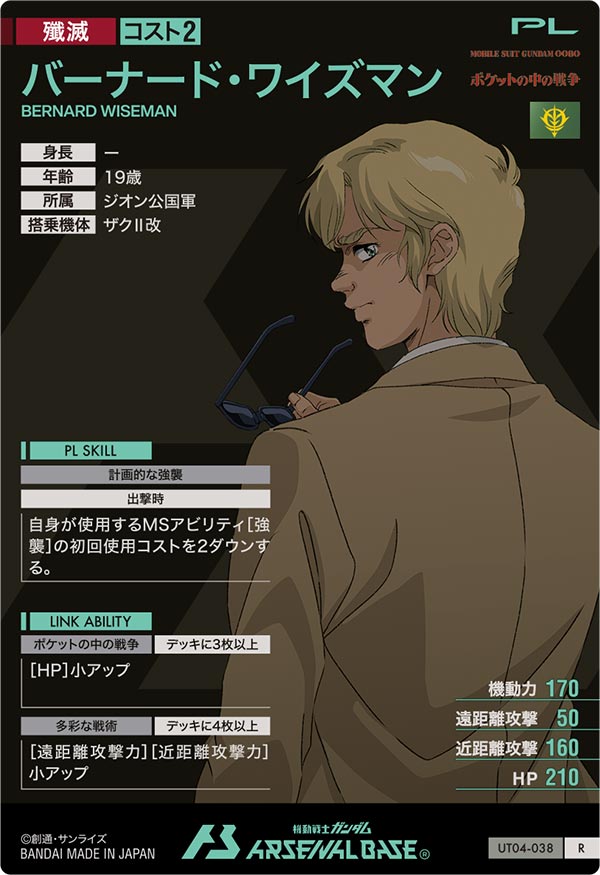 殲滅 コスト2
PL
バーナード・ワイズマン
BERNARD WISEMAN
MOBILE SUIT GUNDAM 0080
ポケットの中の戦争
身長 ー
年齢 19歳
所属 ジオン公国軍
搭乗機体 ザクⅡ改
PL SKILL
計画的な強襲
出撃時
自身が使用するMSアビリティ[強
襲]の初回使用コストを2ダウンす
る。
LINK ABILITY
ポケットの中の戦争 デッキに3枚以上
[HP]小アップ
多彩な戦術 デッキに4枚以上
[遠距離攻撃力][近距離攻撃力]
小アップ
機動力 170
遠距離攻撃 50
近距離攻撃 160
HP 210
©創通・サンライズ
BANDAI MADE IN JAPAN
機動戦士ガンダム
ARSENAL BASE®
UT04-038 R